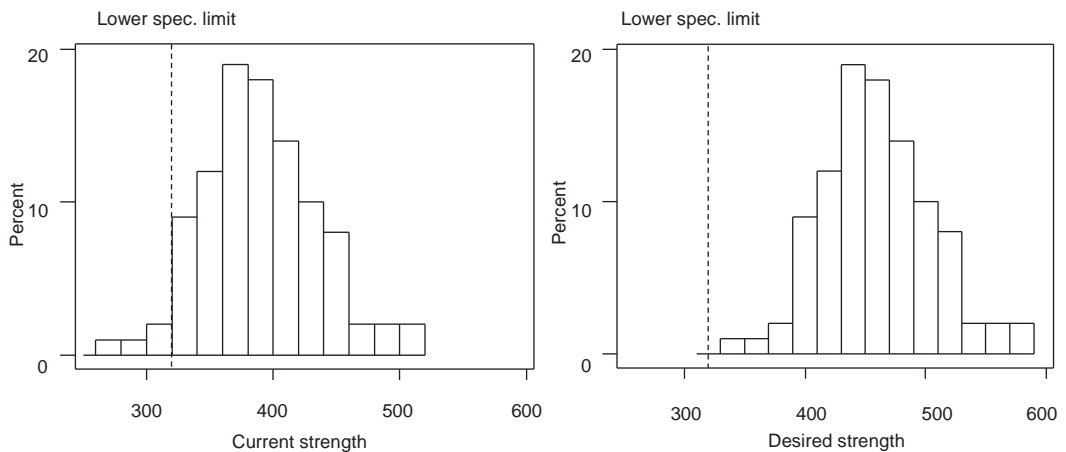 Lower spec. limit
20
10
0
Percent
300 400 500 600
Current strength
Lower spec. limit
20
10
0
Percent
300 400 500 600
Desired strength